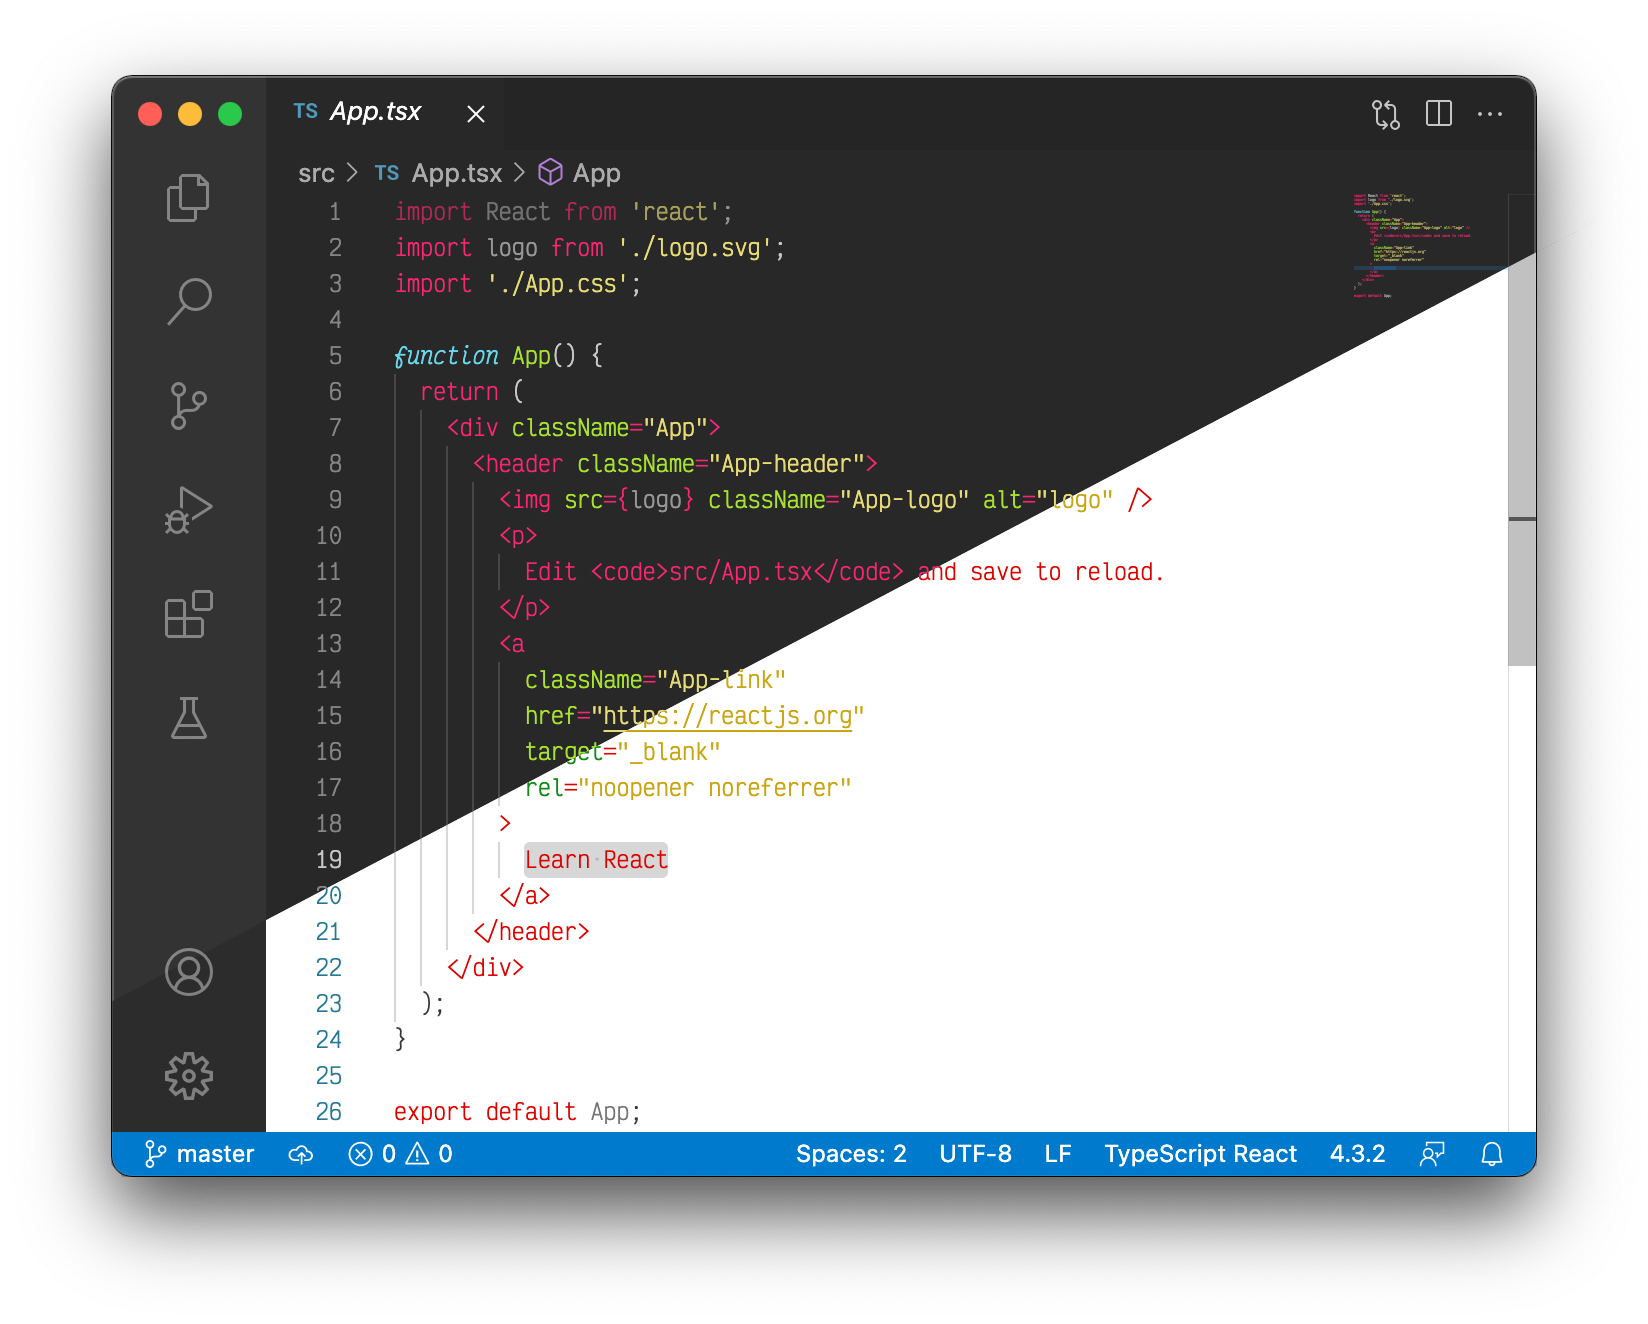 TS App.tsx
src > TS App.tsx > App
1 import React from 'react';
2 import logo from './logo.svg';
3 import './App.css';
4
5 function App() {
6 return (
7 <div className="App">
8 <header className="App-header">
9 <img src={logo} className="App-logo" alt="logo" />
10 <p>
11 Edit <code>src/App.tsx</code> and save to reload.
12 </p>
13 <a
14 className="App-link"
15 href="https://reactjs.org"
16 target="_blank"
17 rel="noopener noreferrer"
18 >
19 Learn·React
20 </a>
21 </header>
22 </div>
23 );
24 }
25
26 export default App;
master 0 0 Spaces: 2 UTF-8 LF TypeScript React 4.3.2